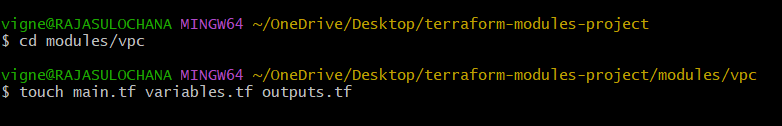 vigne@RAJASULOCHANA MINGW64 ~/OneDrive/Desktop/terraform-modules-project
$ cd modules/vpc
vigne@RAJASULOCHANA MINGW64 ~/OneDrive/Desktop/terraform-modules-project/modules/vpc
$ touch main.tf variables.tf outputs.tf